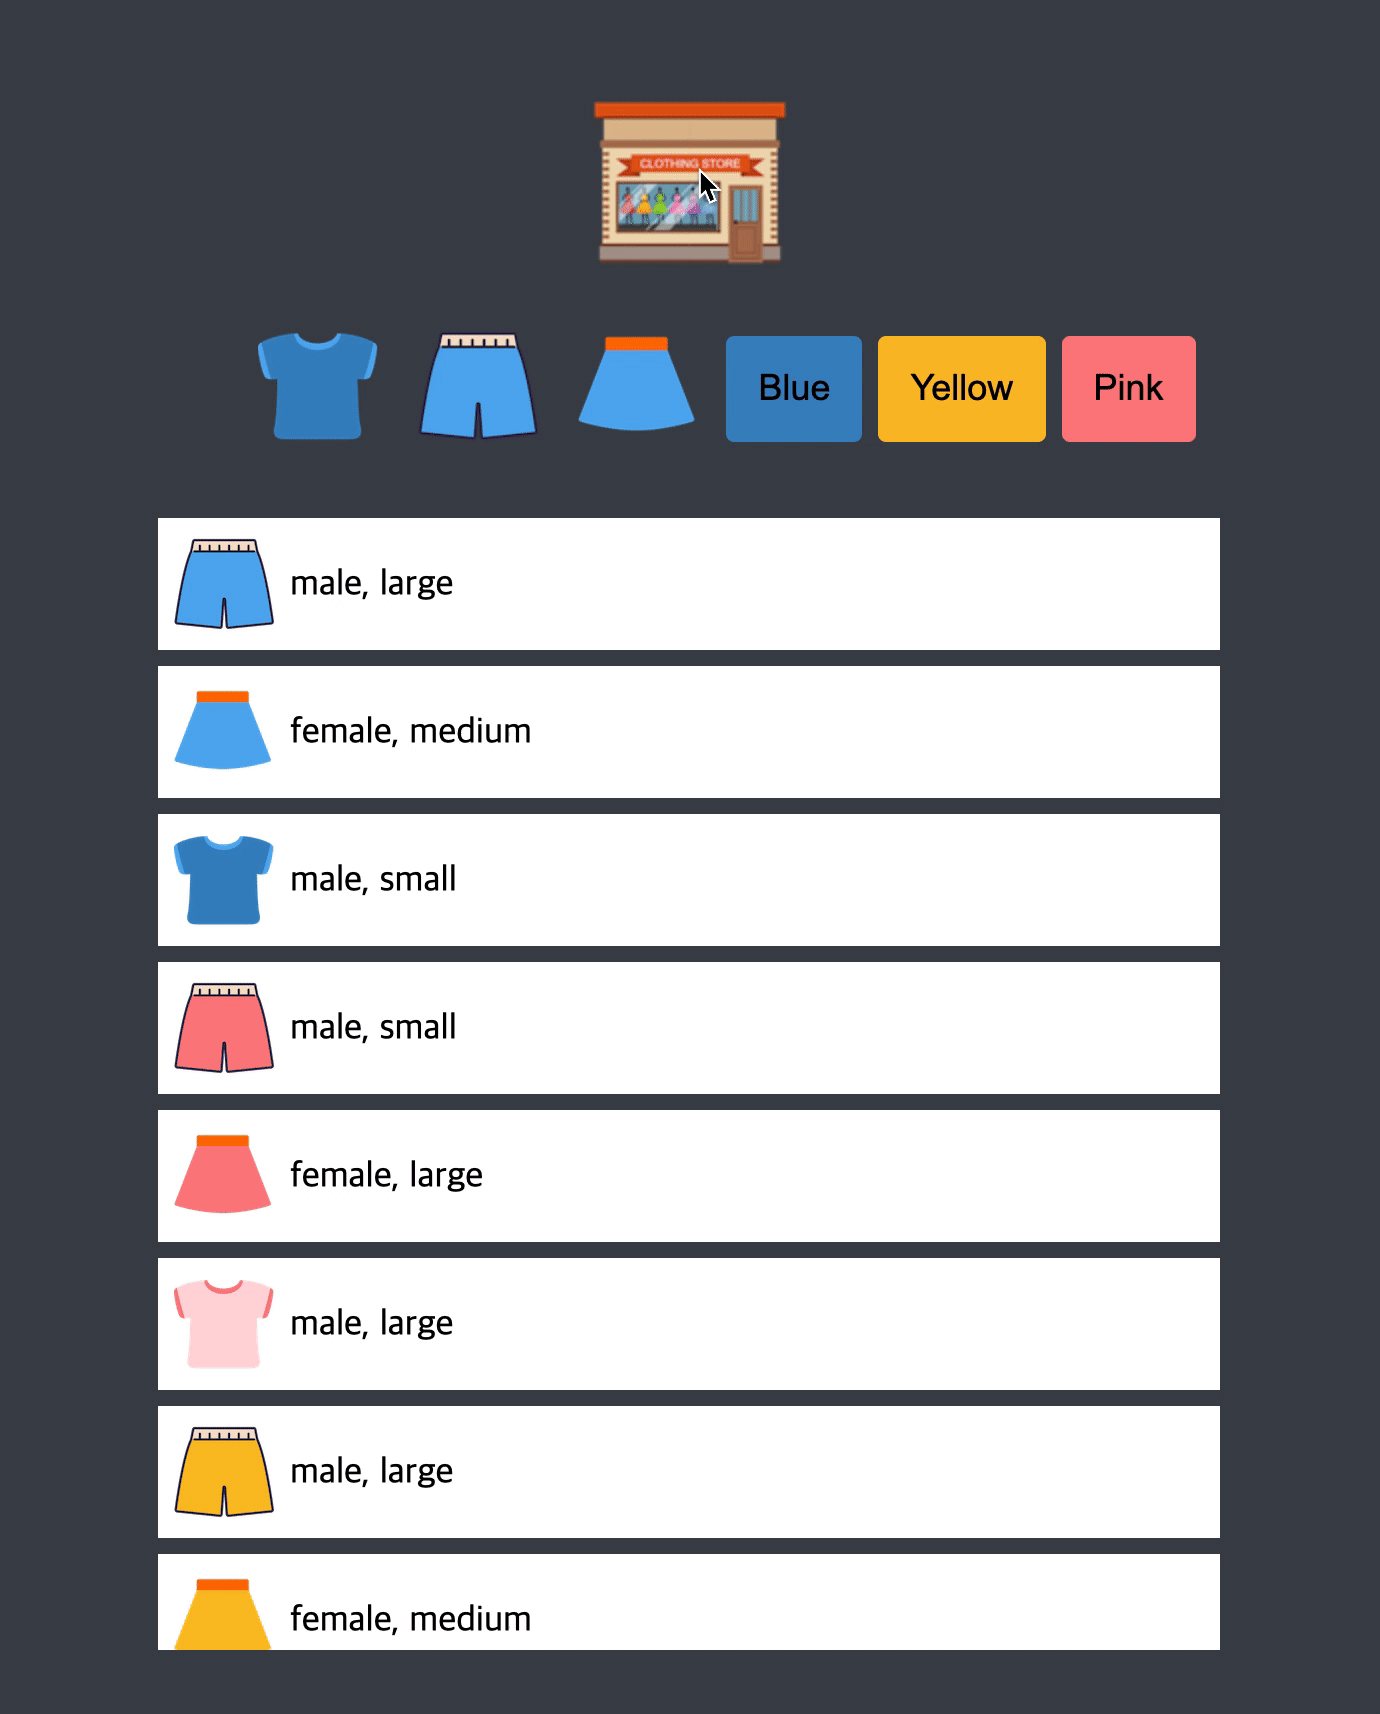 CLOTHING STORE
Blue
Yellow
Pink
male, large
female, medium
male, small
male, small
female, large
male, large
male, large
female, medium